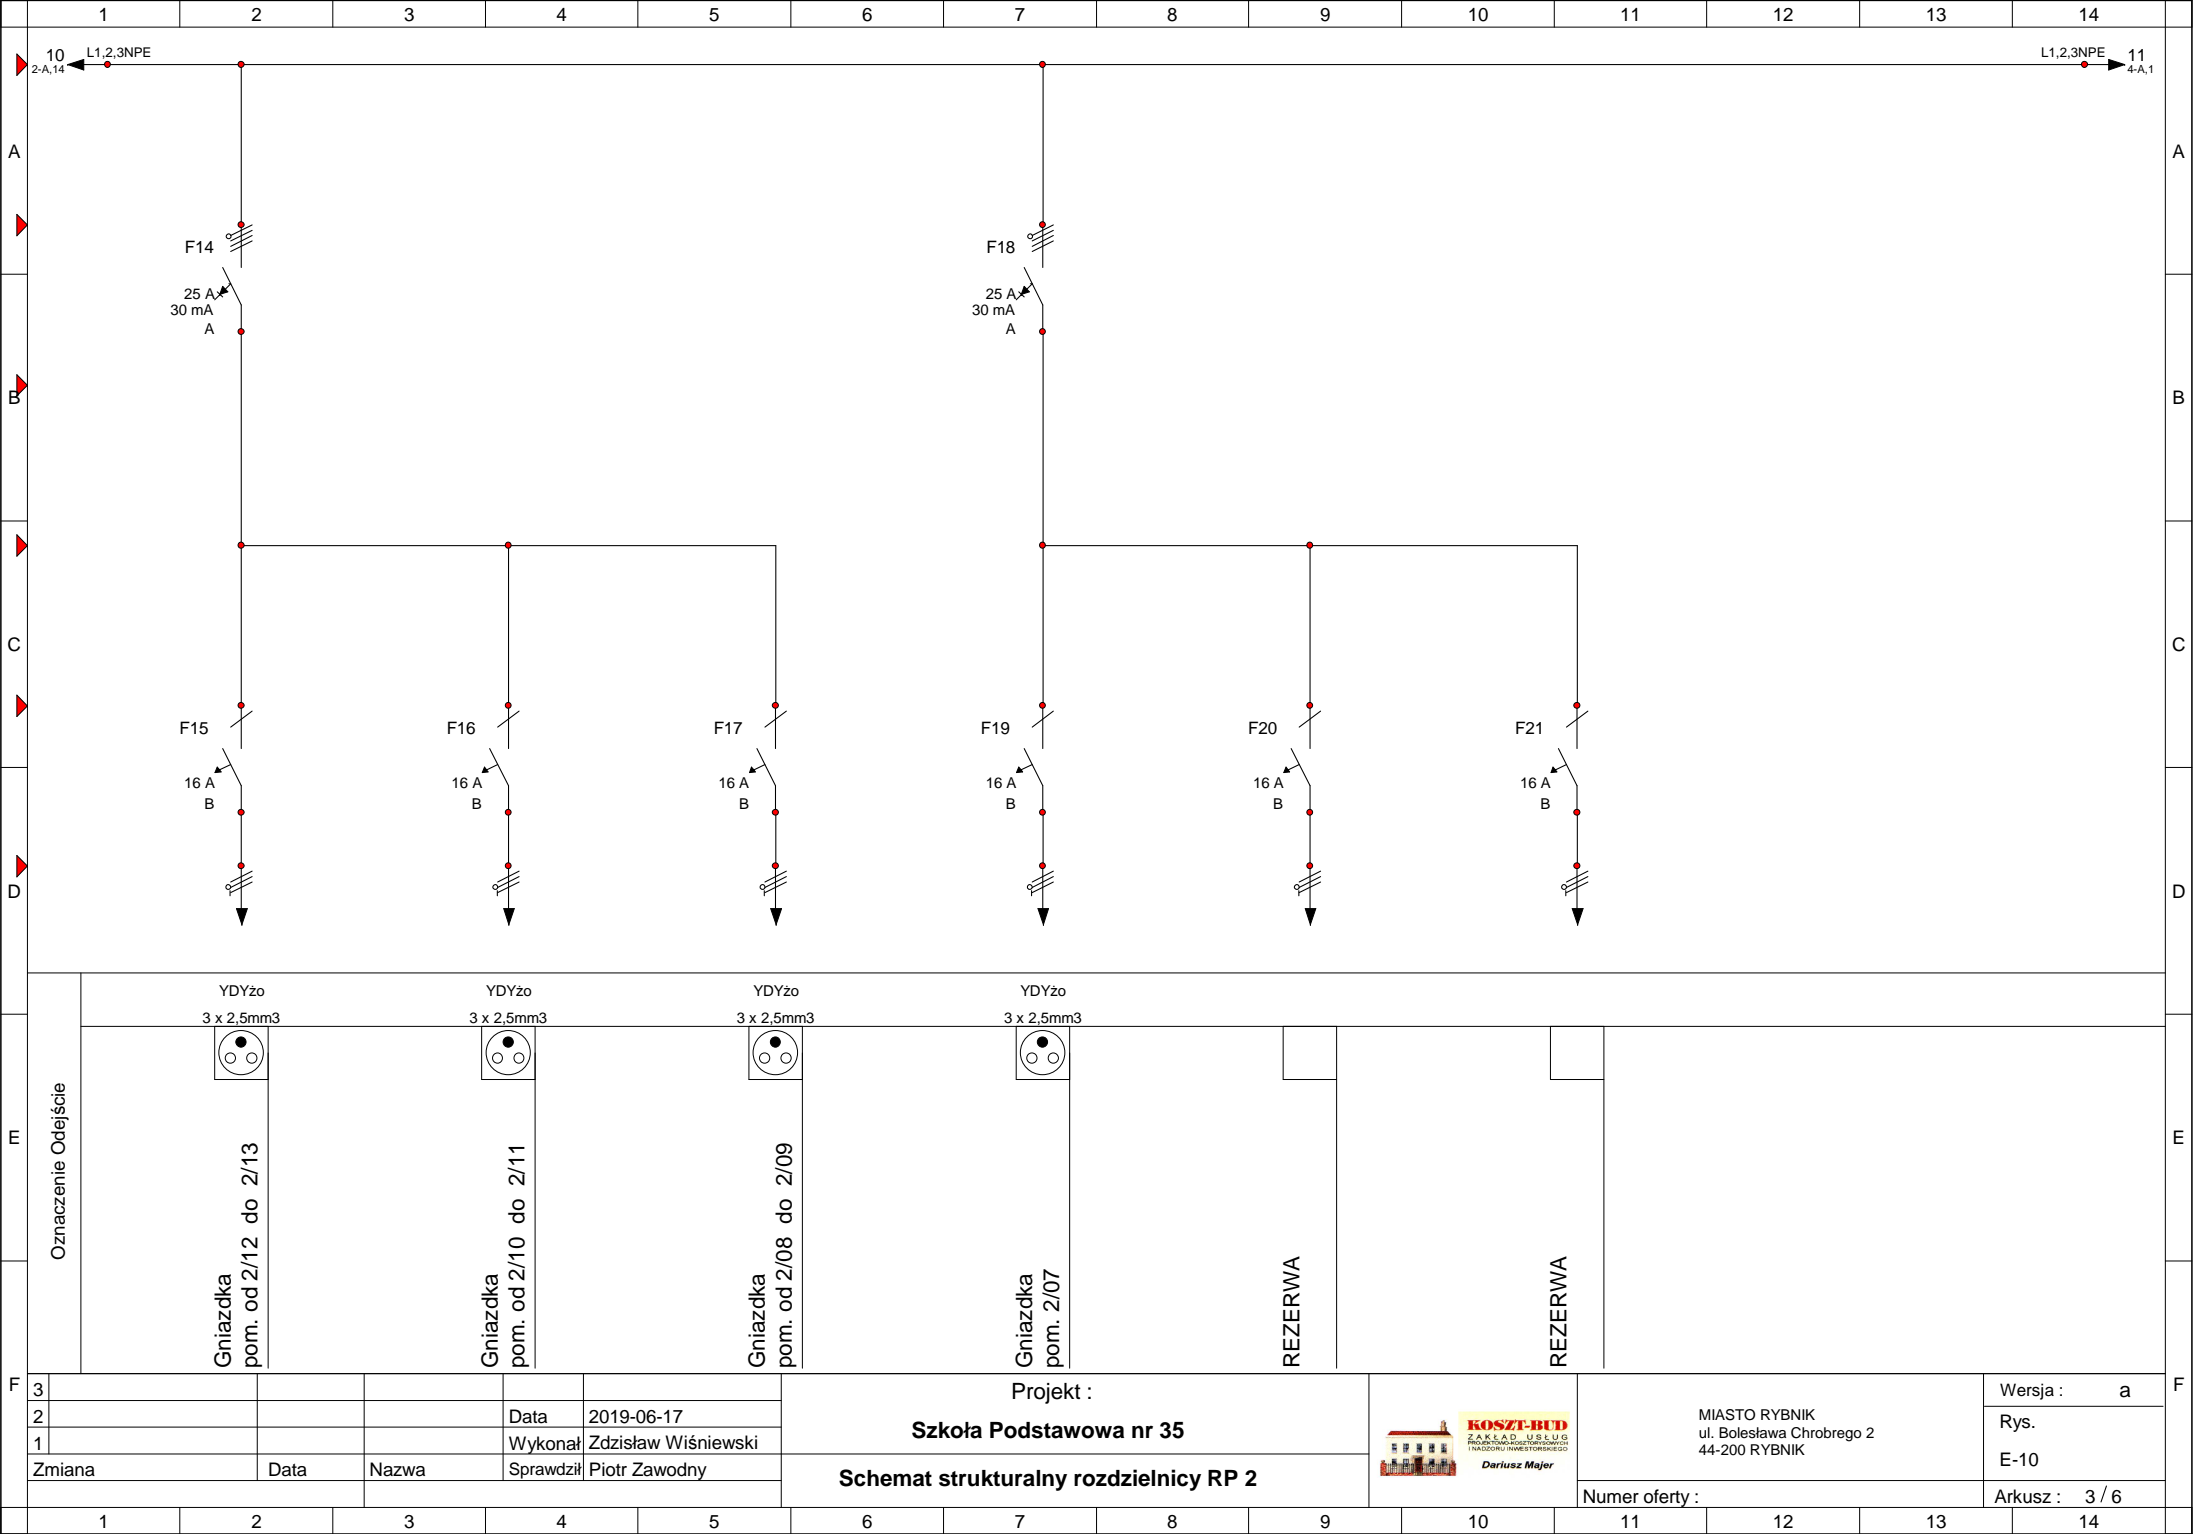 1 2 3 4 5 6 7 8 9 10 11 12 13 14
10 L1,2,3NPE
2-A,14
L1,2,3NPE 11
4-A,1
A A
F14
25 A
30 mA
A
F18
25 A
30 mA
A
B B
C C
F15
16 A
B
F16
16 A
B
F17
16 A
B
F19
16 A
B
F20
16 A
B
F21
16 A
B
D D
YDYżo YDYżo YDYżo YDYżo
3 x 2,5mm3 3 x 2,5mm3 3 x 2,5mm3 3 x 2,5mm3
E E
Oznaczenie Odejście
Gniazdka
pom. od 2/12 do 2/13
Gniazdka
pom. od 2/10 do 2/11
Gniazdka
pom. od 2/08 do 2/09
Gniazdka
pom. 2/07
REZERWA
REZERWA
F F
3
2 Data 2019-06-17
1 Wykonał Zdzisław Wiśniewski
Zmiana Data Nazwa Sprawdził Piotr Zawodny
Projekt :
Szkoła Podstawowa nr 35
Schemat strukturalny rozdzielnicy RP 2
KOSZT-BUD
ZAKŁAD USŁUG
PROJEKTOWO-KOSZTORYSOWYCH
I NADZORU INWESTORSKIEGO
Dariusz Majer
MIASTO RYBNIK
ul. Bolesława Chrobrego 2
44-200 RYBNIK
Numer oferty :
Wersja : a
Rys.
E-10
Arkusz : 3 / 6
1 2 3 4 5 6 7 8 9 10 11 12 13 14